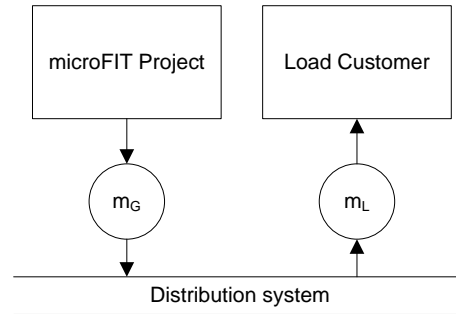 microFIT Project
Load Customer
mG
mL
Distribution system